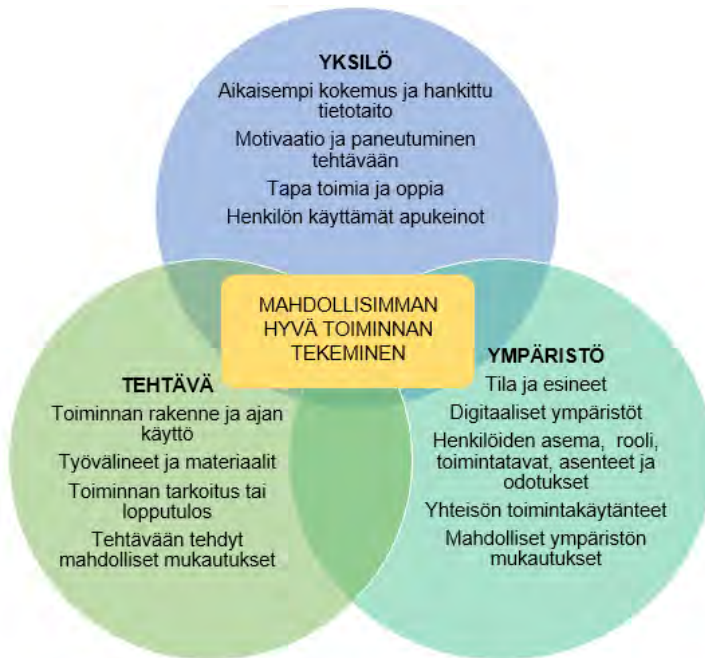 YKSILÖ
Aikaisempi kokemus ja hankittu
tietotaito
Motivaatio ja paneutuminen
tehtävään
Tapa toimia ja oppia
Henkilön käyttämät apukeinot
MAHDOLLISIMMAN
HYVÄ TOIMINNAN
TEKEMINEN
TEHTÄVÄ
Toiminnan rakenne ja ajan
käyttö
Työvälineet ja materiaalit
Toiminnan tarkoitus tai
lopputulos
Tehtävään tehdyt
mahdolliset mukautukset
YMPÄRISTÖ
Tila ja esineet
Digitaaliset ympäristöt
Henkilöiden asema, rooli,
toimintatavat, asenteet ja
odotukset
Yhteisön toimintakäytänteet
Mahdolliset ympäristön
mukautukset